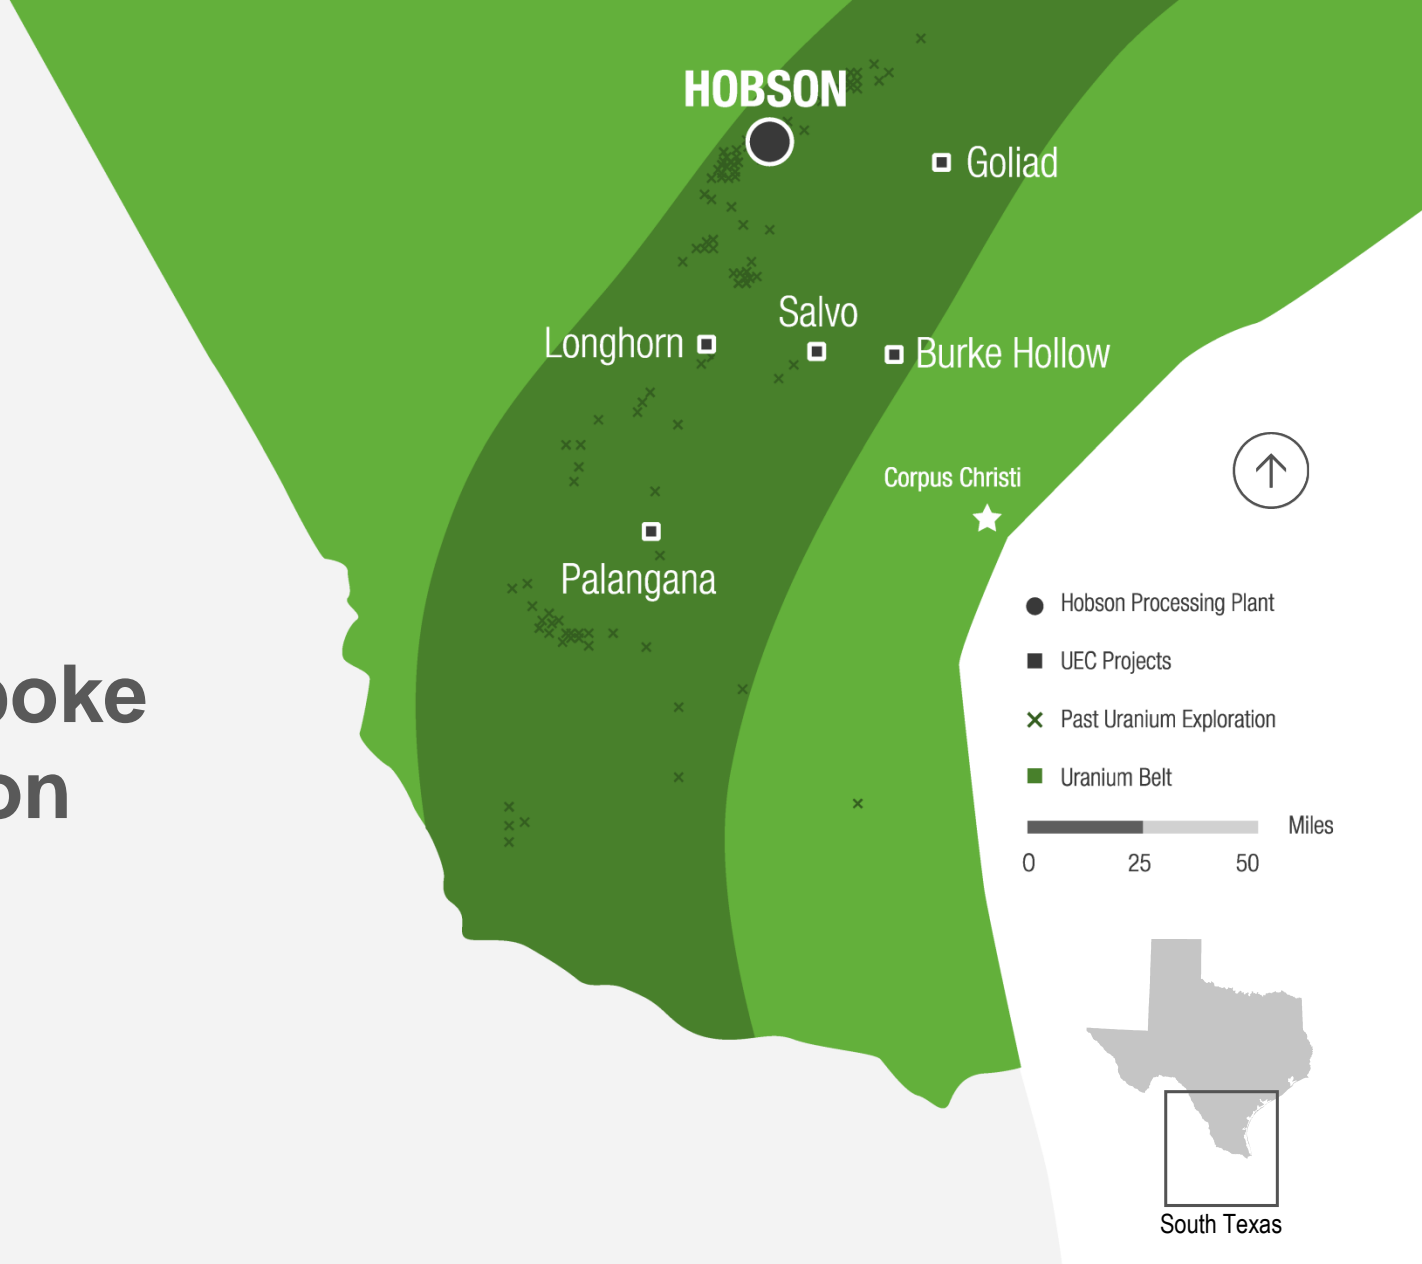 HOBSON
Goliad
Salvo
Longhorn
Burke Hollow
Corpus Christi
Palangana
Hobson Processing Plant
UEC Projects
Past Uranium Exploration
Uranium Belt
Miles
0 25 50
South Texas
oke
on